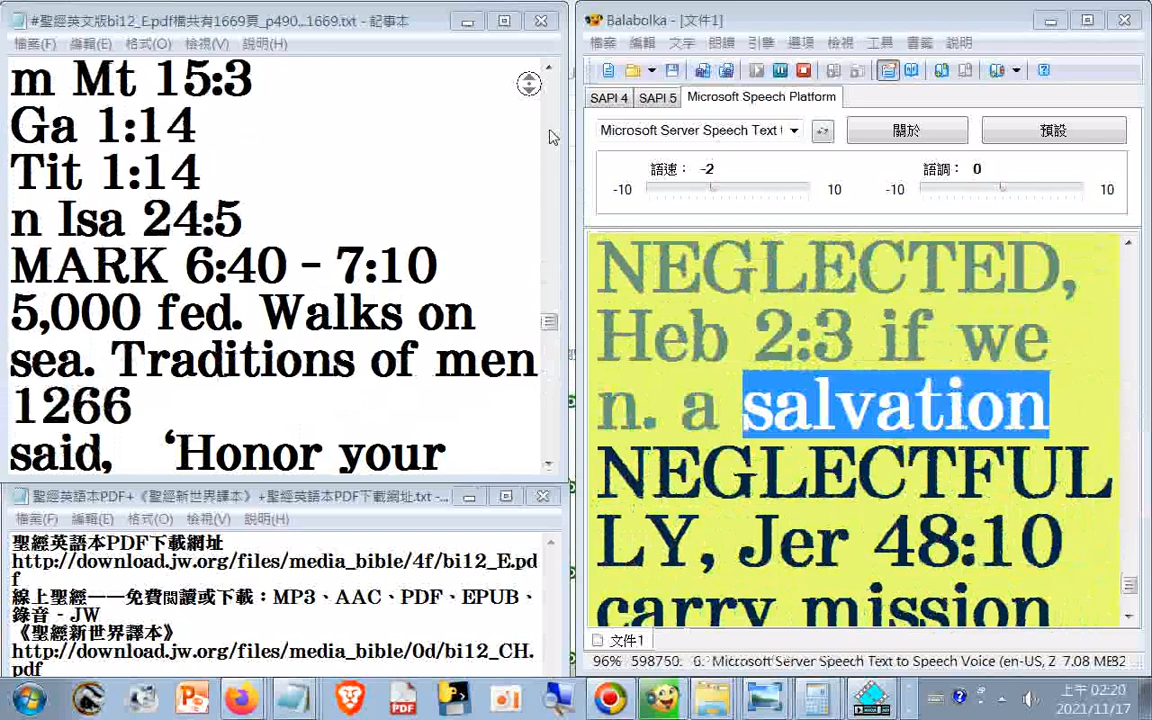 #聖經英文版bi12_E.pdf檔共有1669頁_p490,..1669.txt - 記事本
檔案(F) 編輯(E) 格式(O) 檢視(V) 說明(H)
m Mt 15:3
Ga 1:14
Tit 1:14
n Isa 24:5
MARK 6:40 - 7:10
5,000 fed. Walks on
sea. Traditions of men
1266
said, ‘Honor your
聖經英語本PDF+《聖經新世界譯本》+聖經英語本PDF下載網址.txt -...
檔案(F) 編輯(E) 格式(O) 檢視(V) 說明(H)
聖經英語本PDF下載網址
http://download.jw.org/files/media_bible/4f/bi12_E.pd
f
線上聖經——免費閱讀或下載：MP3、AAC、PDF、EPUB、
錄音 - JW
《聖經新世界譯本》
http://download.jw.org/files/media_bible/0d/bi12_CH.
pdf
Balabolka - [文件1]
檔案 編輯 文字 朗讀 引擎 選項 檢視 工具 書籤 說明
SAPI 4 SAPI 5 Microsoft Speech Platform
Microsoft Server Speech Text 關於 預設
語速： -2 語調： 0
-10 10 -10 10
NEGLECTED,
Heb 2:3 if we
n. a salvation
NEGLECTFUL
LY, Jer 48:10
carry mission
文件1
96% 598750: 6: Microsoft Server Speech Text to Speech Voice (en-US, Z 7.08 MB
上午 02:20
2021/11/17